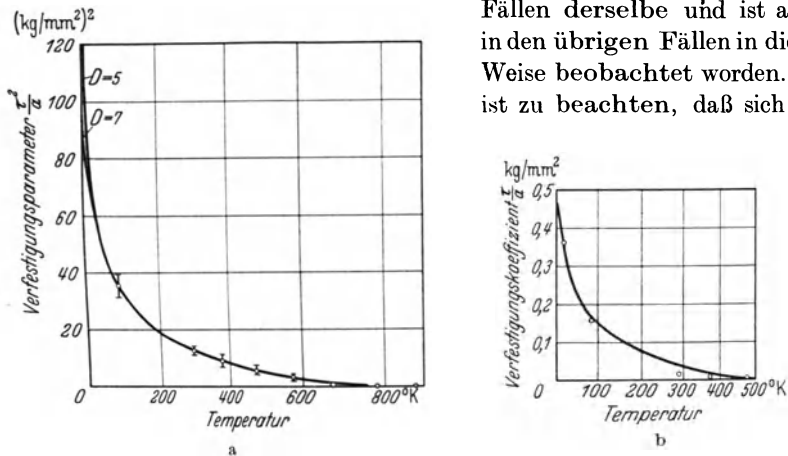 Fällen derselbe und ist a
in den übrigen Fällen in die
Weise beobachtet worden.
ist zu beachten, daß sich
(kg/mm²)²
120
100
80
60
40
20
0
D=5
D=7
Verfestigungsparameter τ²/a
0 200 400 600 800°K
Temperatur
a
kg/mm²
0,5
0,4
0,3
0,2
0,1
Verfestigungskoeffizient τ/a
0 100 200 300 400 500°K
Temperatur
b